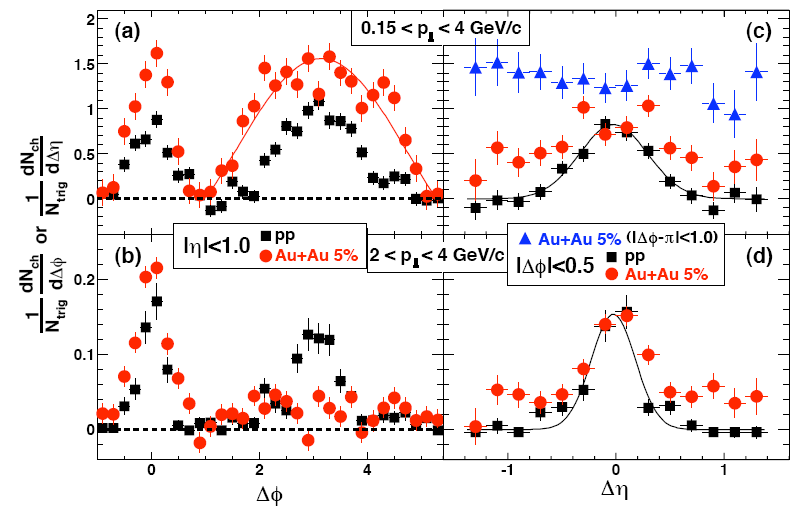 (a)
0.15 < p⊥ < 4 GeV/c
(c)
2
1.5
1
0.5
0
1/N_trig dN_ch/dΔϕ or 1/N_trig dN_ch/dΔη
|η|<1.0
pp
Au+Au 5%
2 < p⊥ < 4 GeV/c
Au+Au 5% (|Δϕ-π|<1.0)
|Δϕ|<0.5
pp
Au+Au 5%
(b)
(d)
0.2
0.1
0
0 2 4
-1 0 1
Δϕ
Δη